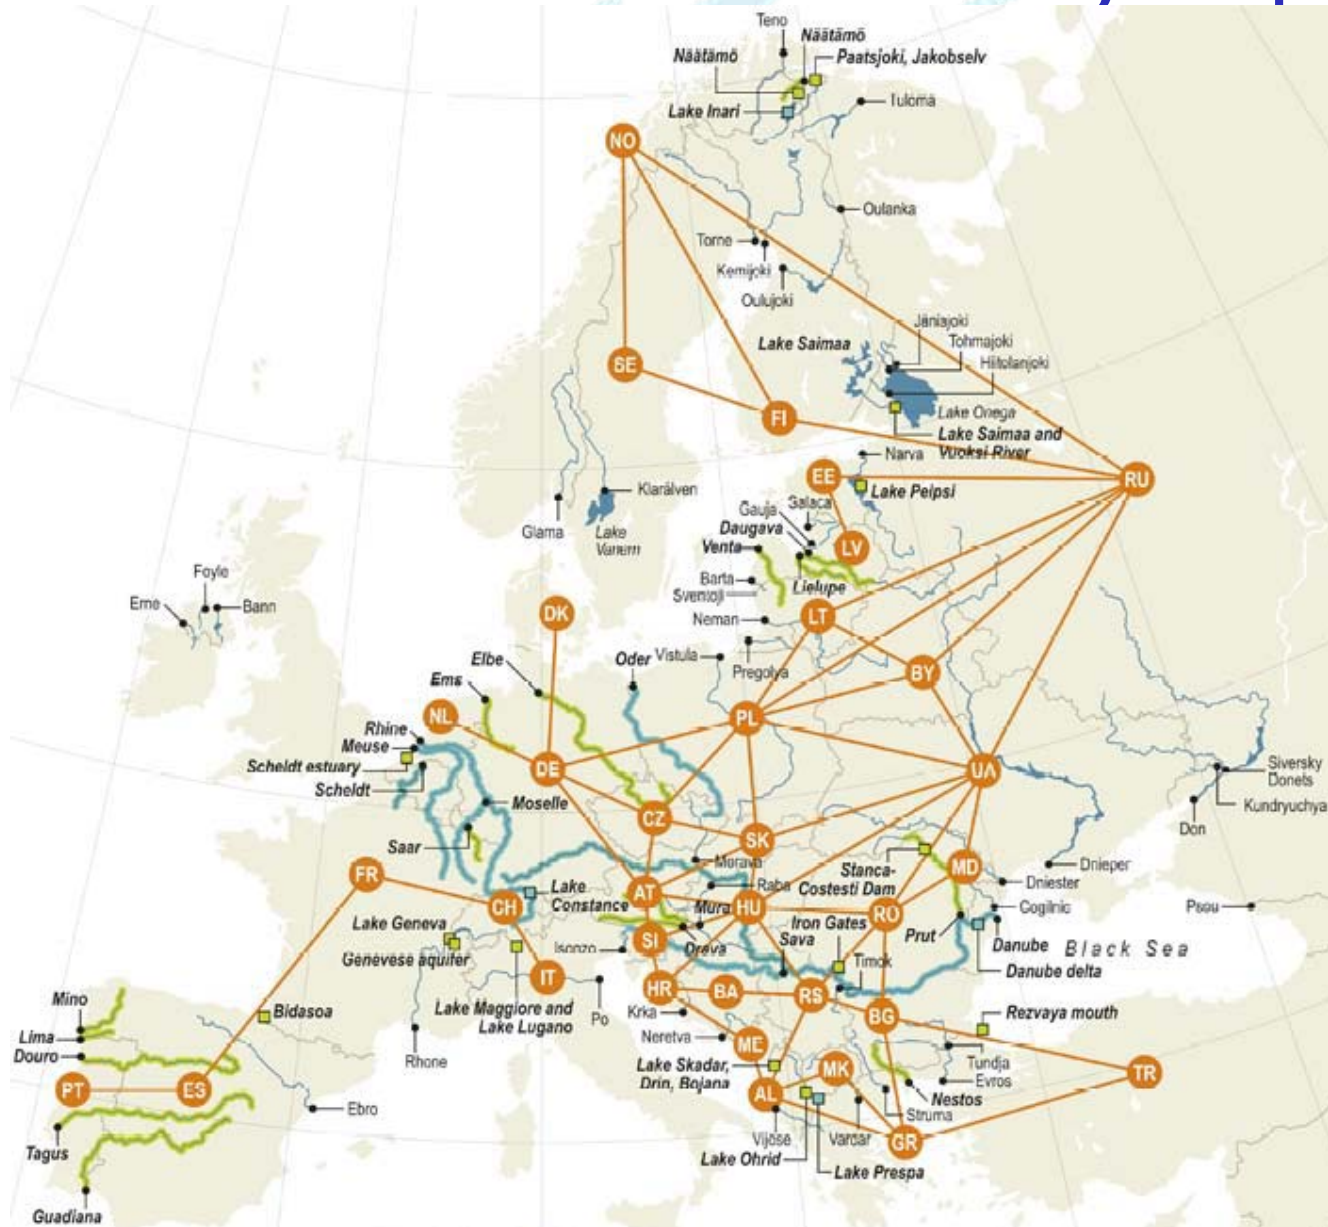 Teno
Näätämö
Näätämö
Paatsjoki, Jakobselv
Lake Inari
Tuloma
NO
Oulanka
Torne
Kemijoki
Oulujoki
Jäniajoki
Lake Saimaa
Tohmajoki
Hiitolanjoki
SE
FI
Lake Onega
Lake Saimaa and
Vuoksi River
Narva
EE
RU
Lake Peipsi
Klarälven
Glama
Lake
Vanern
Salaca
Gauja
Daugava
Venta
LV
Foyle
Barta
Lielupe
Sventoji
Erne
Bann
DK
Neman
LT
Elbe
Oder
Vistula
Pregolya
BY
Ems
NL
PL
Rhine
Meuse
Scheldt estuary
DE
UA
Siversky
Donets
Scheldt
Moselle
Kundryuchya
CZ
Don
SK
Saar
Morava
Stanca-
Costesti Dam
MD
Dnieper
FR
Raba
Dniester
AT
Lake
Constance
CH
Mura
HU
RO
Cogilnic
Psou
Iron Gates
Lake Geneva
SI
Drava
Sava
Prut
Danube
Black Sea
Genevese aquifer
Isonzo
Timok
Danube delta
IT
HR
BA
RS
Mino
Lake Maggiore and
Lake Lugano
Po
Krka
Bidasoa
BG
Rezvaya mouth
Lima
Neretva
ME
Douro
Rhone
Lake Skadar,
Drin, Bojana
MK
Tundja
TR
PT
ES
AL
Evros
Nestos
Ebro
Struma
Tagus
Vijose
Vardar
GR
Lake Ohrid
Lake Prespa
Guadiana